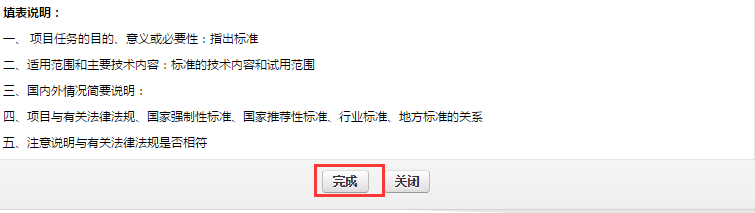 填表说明：
一、 项目任务的目的、意义或必要性：指出标准
二、适用范围和主要技术内容：标准的技术内容和试用范围
三、国内外情况简要说明：
四、项目与有关法律法规、国家强制性标准、国家推荐性标准、行业标准、地方标准的关系
五、注意说明与有关法律法规是否相符
完成 关闭